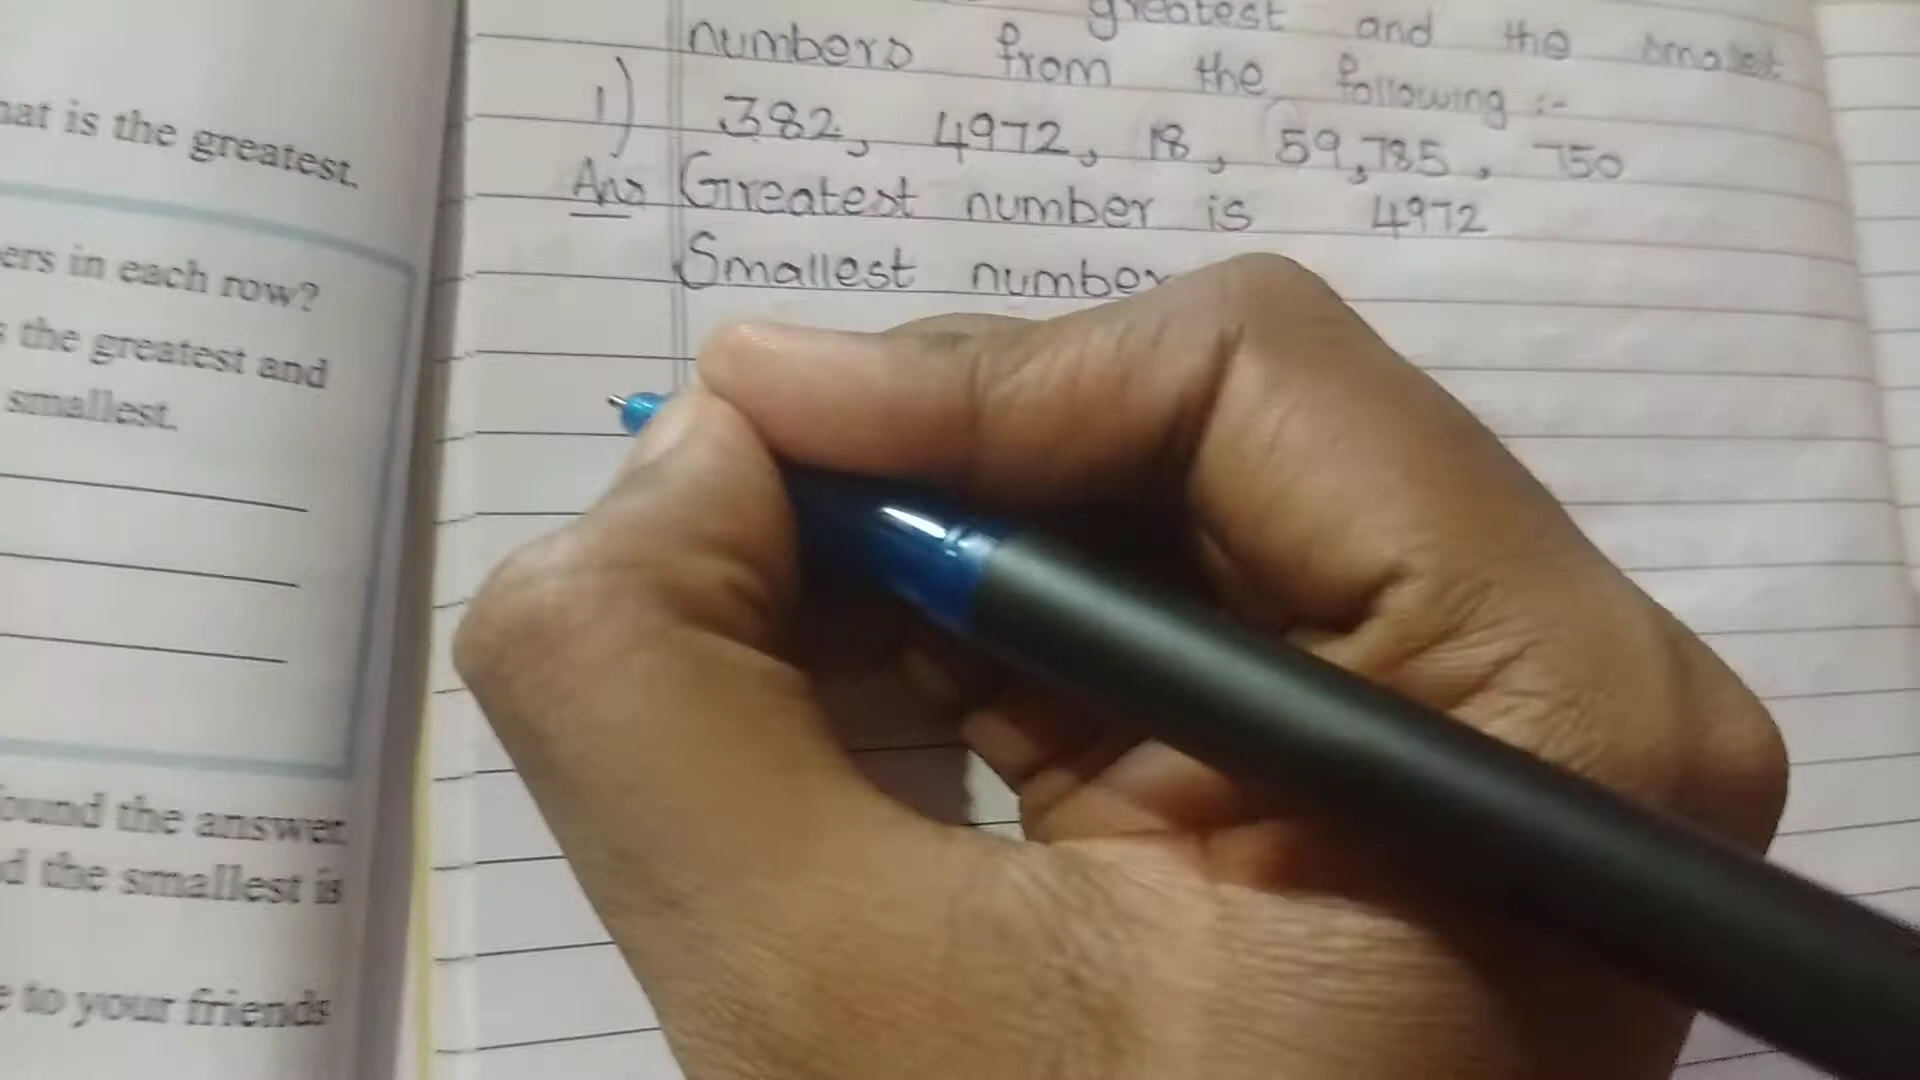 hat is the greatest.
ers in each row?
the greatest and
smallest.
ound the answer
d the smallest is
e to your friends
greatest and the smallest
numbers from the following :-
1) 382, 4972, 18, 59,785, 750
Ans Greatest number is 4972
Smallest number